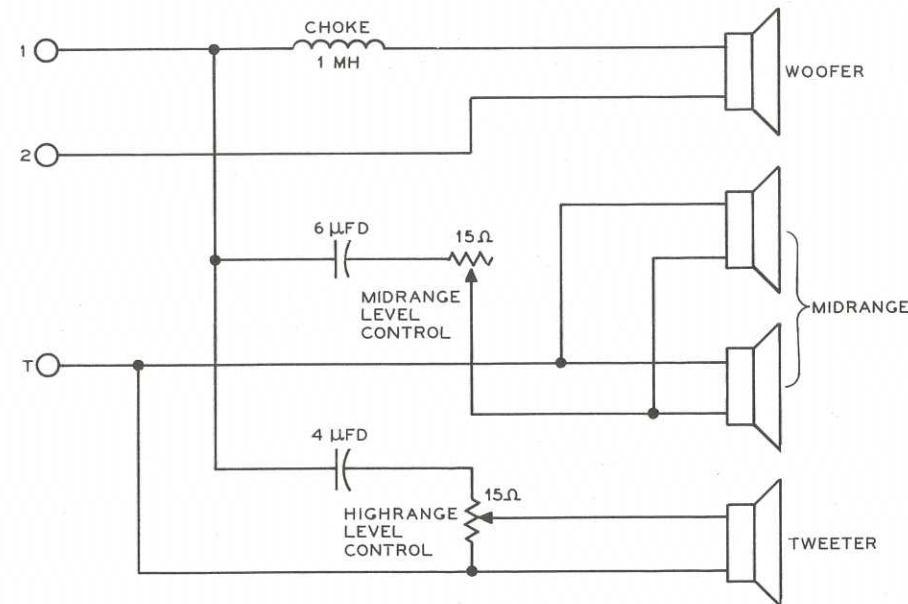 CHOKE
1
1 MH
WOOFER
2
6 µFD
15Ω
MIDRANGE
LEVEL
CONTROL
MIDRANGE
T
4 µFD
15Ω
HIGHRANGE
LEVEL
CONTROL
TWEETER